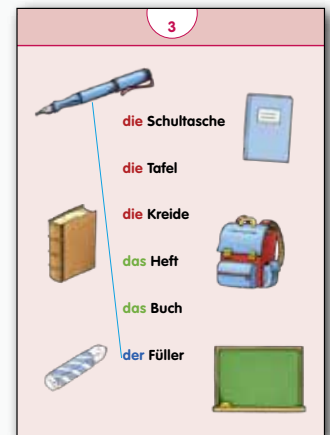 3
die Schultasche
die Tafel
die Kreide
das Heft
das Buch
der Füller